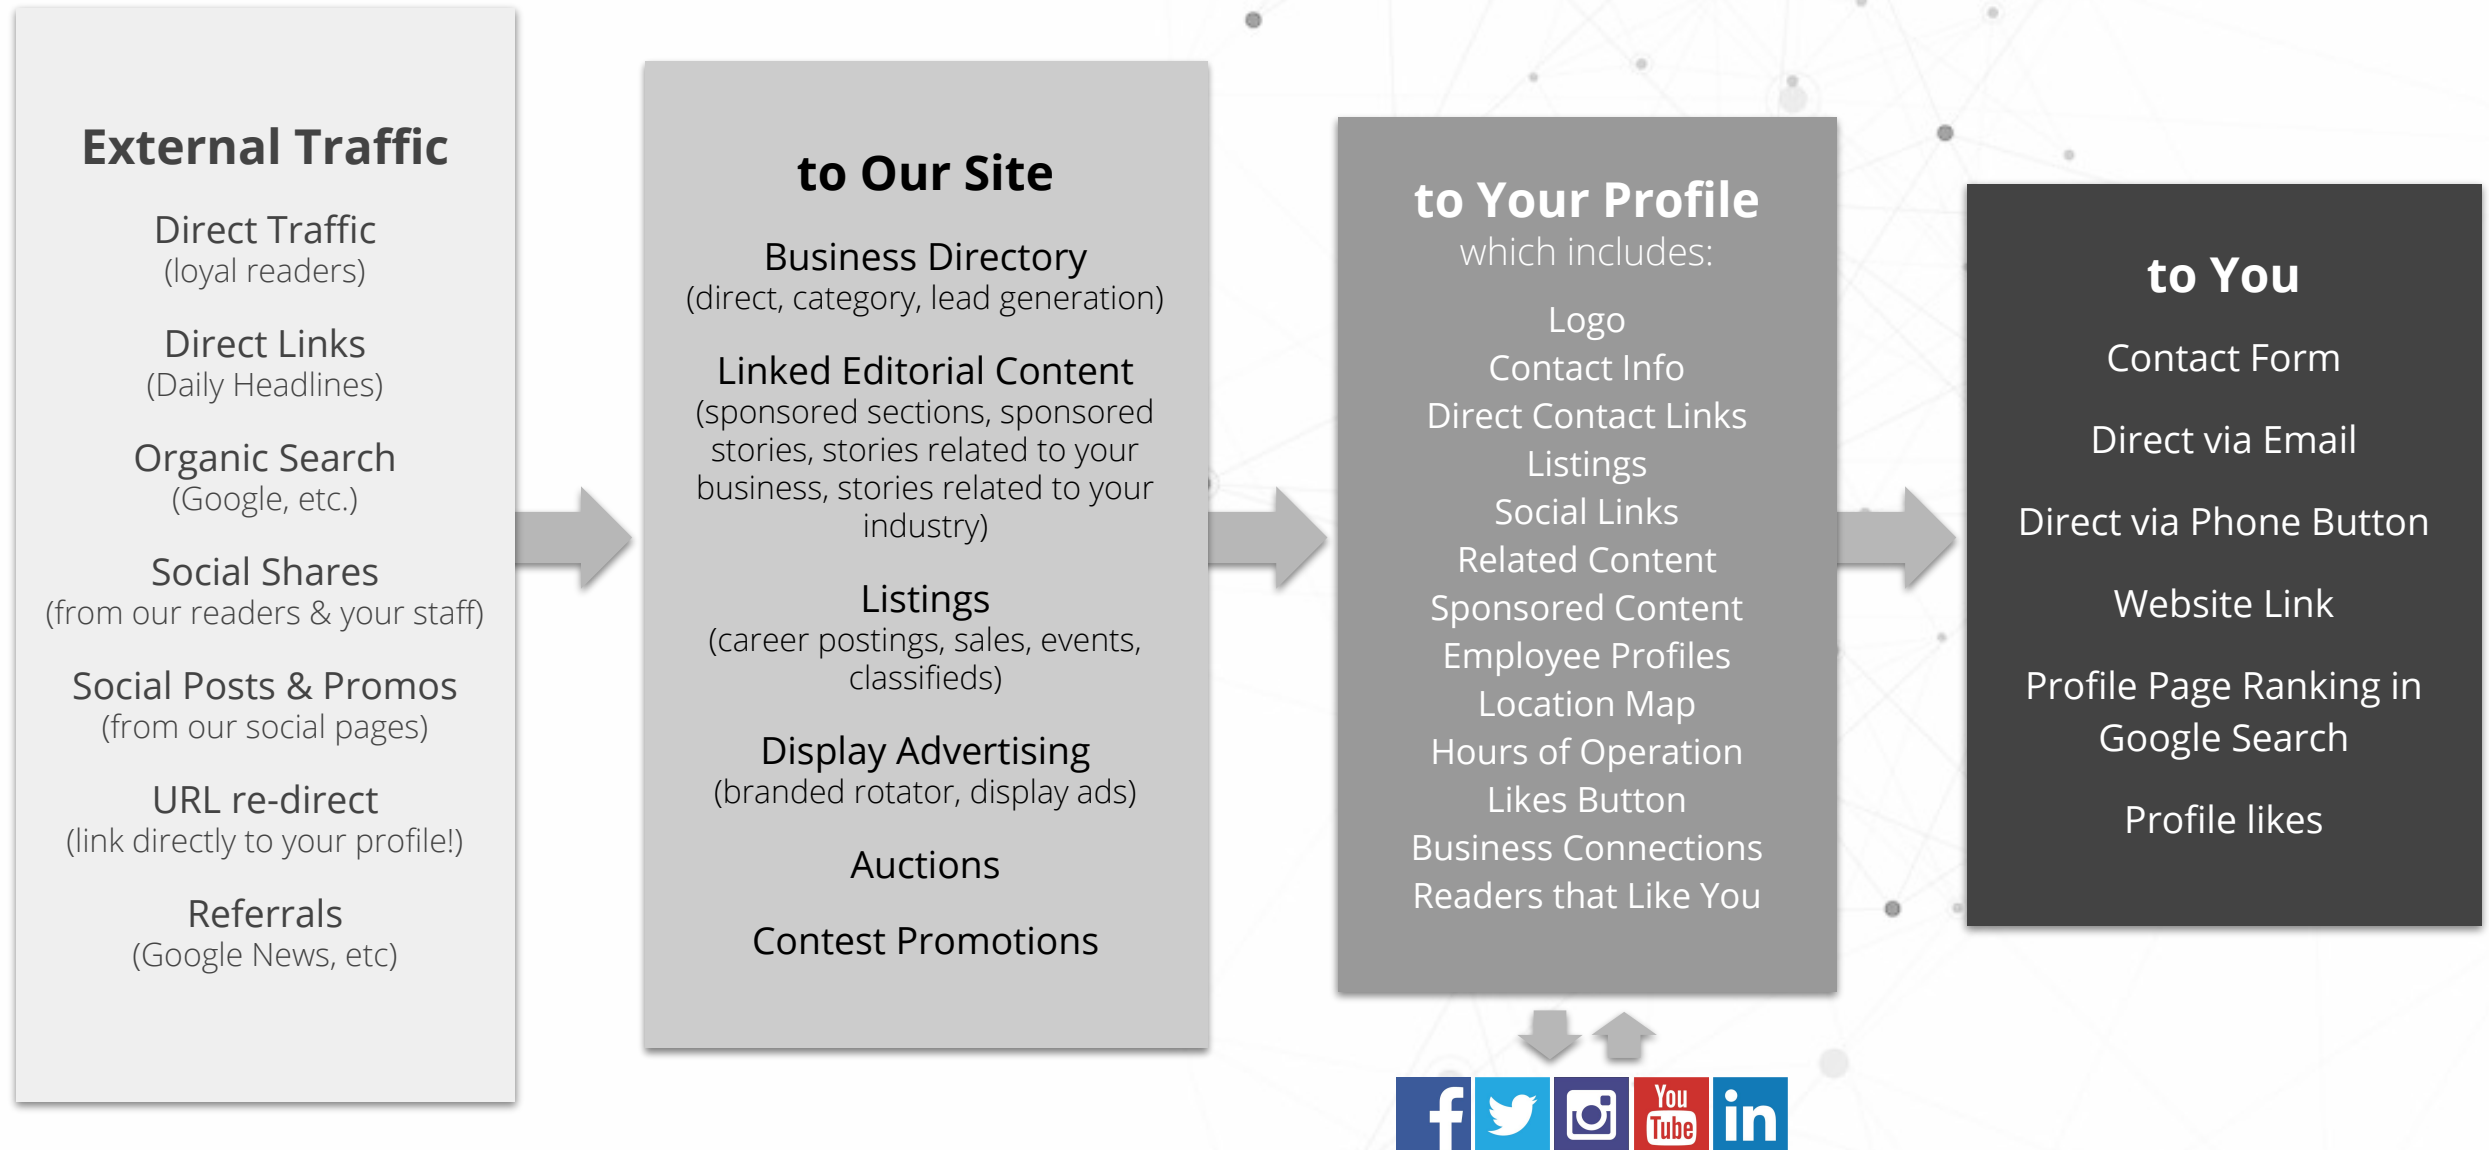 External Traffic
Direct Traffic
(loyal readers)
Direct Links
(Daily Headlines)
Organic Search
(Google, etc.)
Social Shares
(from our readers & your staff)
Social Posts & Promos
(from our social pages)
URL re-direct
(link directly to your profile!)
Referrals
(Google News, etc)
to Our Site
Business Directory
(direct, category, lead generation)
Linked Editorial Content
(sponsored sections, sponsored
stories, stories related to your
business, stories related to your
industry)
Listings
(career postings, sales, events,
classifieds)
Display Advertising
(branded rotator, display ads)
Auctions
Contest Promotions
to Your Profile
which includes:
Logo
Contact Info
Direct Contact Links
Listings
Social Links
Related Content
Sponsored Content
Employee Profiles
Location Map
Hours of Operation
Likes Button
Business Connections
Readers that Like You
f
You
Tube
in
to You
Contact Form
Direct via Email
Direct via Phone Button
Website Link
Profile Page Ranking in
Google Search
Profile likes